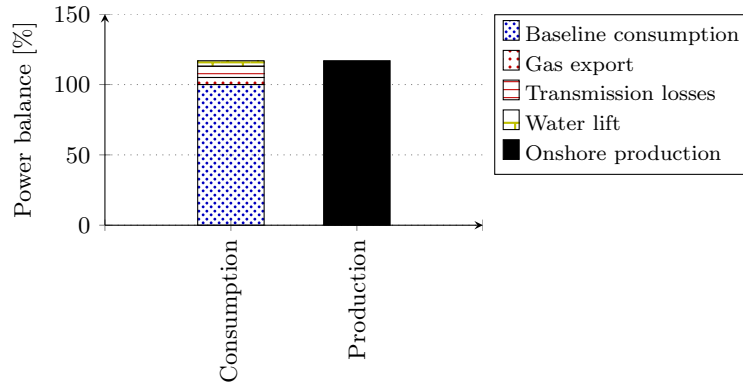 Power balance [%]
150
100
50
0
Consumption
Production
Baseline consumption
Gas export
Transmission losses
Water lift
Onshore production